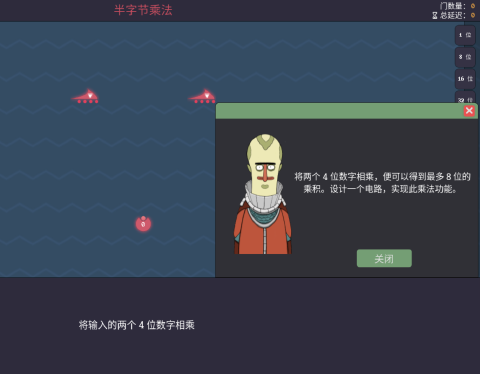 半字节乘法
门数量: 0
总延迟: 0
1 位
8 位
16 位
32 位
将两个 4 位数字相乘，便可以得到最多 8 位的
乘积。设计一个电路，实现此乘法功能。
0
关闭
将输入的两个 4 位数字相乘